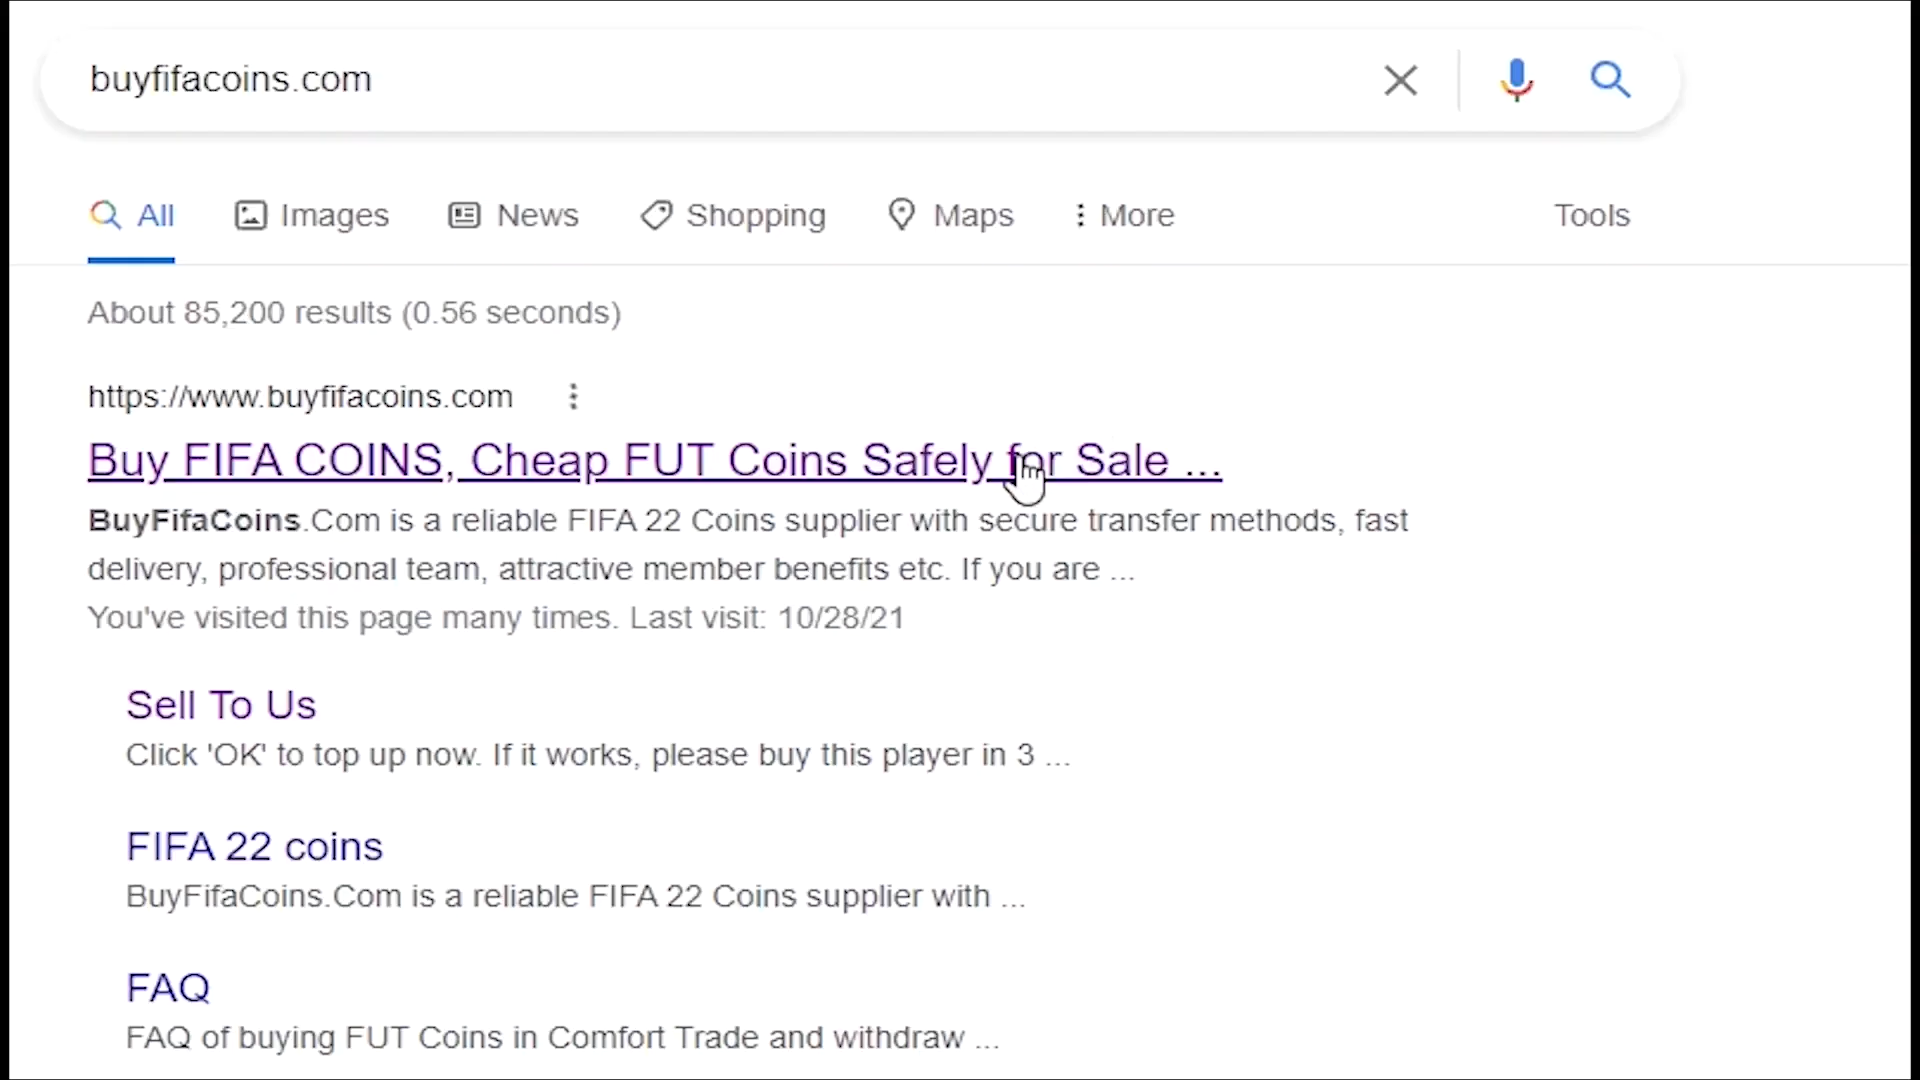 buyfifacoins.com
All Images News Shopping Maps More Tools
About 85,200 results (0.56 seconds)
https://www.buyfifacoins.com
Buy FIFA COINS, Cheap FUT Coins Safely for Sale ...
BuyFifaCoins.Com is a reliable FIFA 22 Coins supplier with secure transfer methods, fast
delivery, professional team, attractive member benefits etc. If you are ...
You've visited this page many times. Last visit: 10/28/21
Sell To Us
Click 'OK' to top up now. If it works, please buy this player in 3 ...
FIFA 22 coins
BuyFifaCoins.Com is a reliable FIFA 22 Coins supplier with ...
FAQ
FAQ of buying FUT Coins in Comfort Trade and withdraw ...